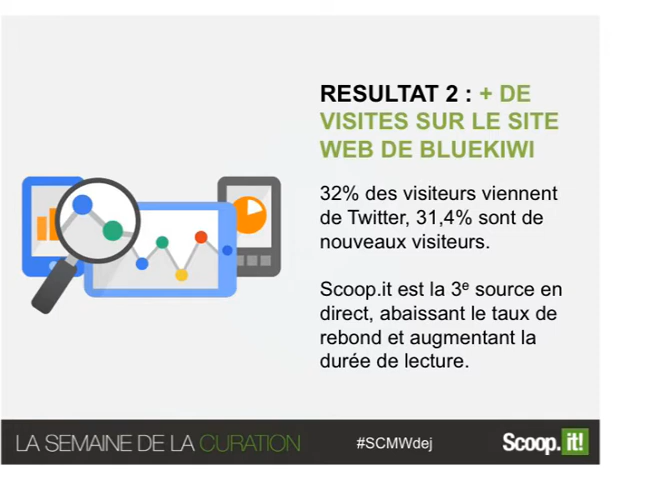 RESULTAT 2 : + DE
VISITES SUR LE SITE
WEB DE BLUEKIWI
32% des visiteurs viennent
de Twitter, 31,4% sont de
nouveaux visiteurs.
Scoop.it est la 3e source en
direct, abaissant le taux de
rebond et augmentant la
durée de lecture.
LA SEMAINE DE LA CURATION #SCMWdej Scoop.it!